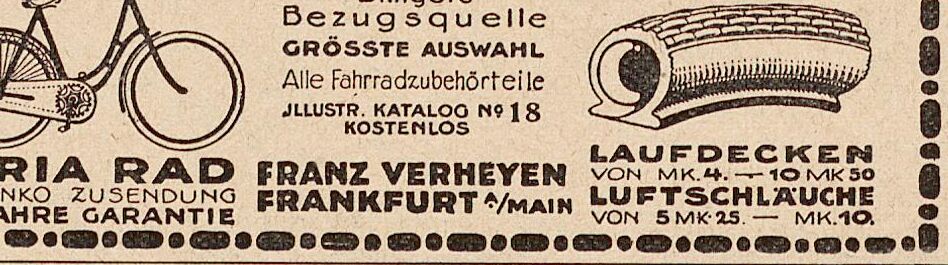 Bezugsquelle
GRÖSSTE AUSWAHL
Alle Fahrradzubehörteile
JLLUSTR. KATALOG Nº 18
KOSTENLOS
RIA RAD
NKO ZUSENDUNG
AHRE GARANTIE
FRANZ VERHEYEN
FRANKFURT A/MAIN
LAUFDECKEN
VON MK. 4. — 10 MK 50
LUFTSCHLÄUCHE
VON 5 MK· 25. — MK. 10.